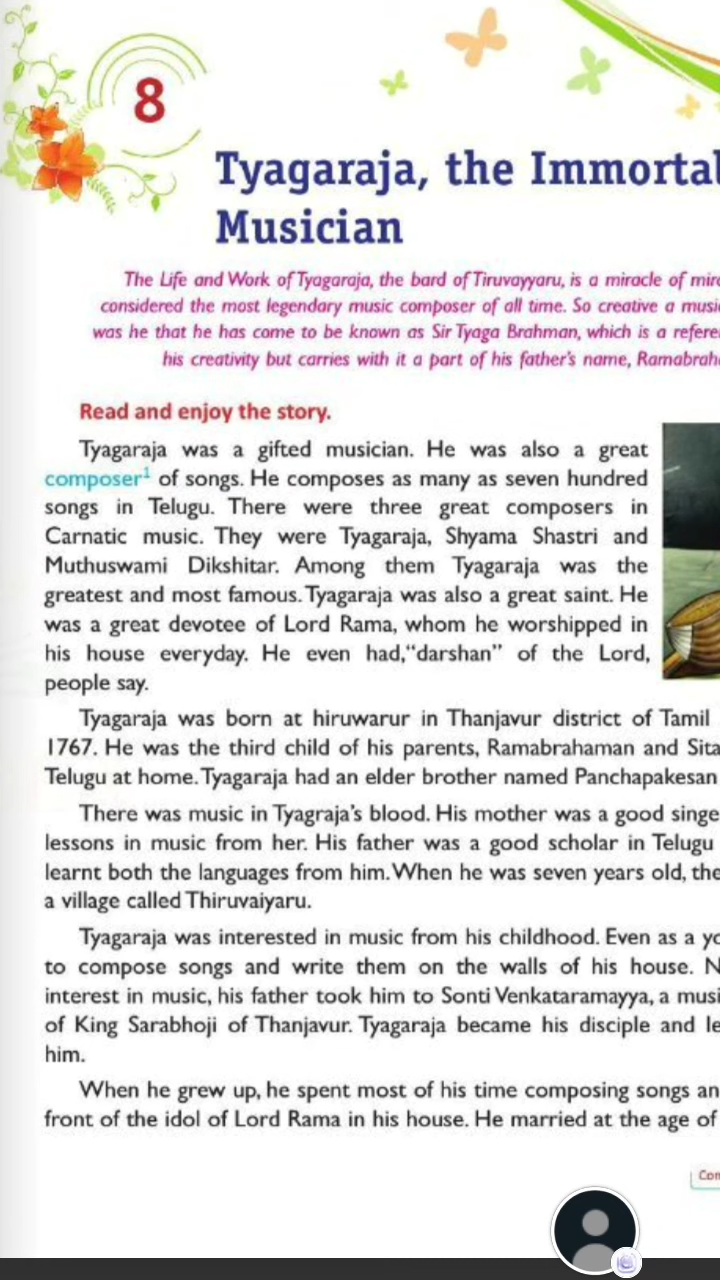 8
Tyagaraja, the Immortal
Musician
The Life and Work of Tyagaraja, the bard of Tiruvayyaru, is a miracle of
considered the most legendary music composer of all time. So creative a
was he that he has come to be known as Sir Tyaga Brahman, which is a
his creativity but carries with it a part of his father's name,
Read and enjoy the story.
Tyagaraja was a gifted musician. He was also a great
composer¹ of songs. He composes as many as seven hundred
songs in Telugu. There were three great composers in
Carnatic music. They were Tyagaraja, Shyama Shastri and
Muthuswami Dikshitar. Among them Tyagaraja was the
greatest and most famous. Tyagaraja was also a great saint. He
was a great devotee of Lord Rama, whom he worshipped in
his house everyday. He even had,"darshan" of the Lord,
people say.
Tyagaraja was born at hiruwarur in Thanjavur district of Tamil
1767. He was the third child of his parents, Ramabrahaman and Sita
Telugu at home. Tyagaraja had an elder brother named Panchapakesan
There was music in Tyagraja's blood. His mother was a good singe
lessons in music from her. His father was a good scholar in Telugu
learnt both the languages from him. When he was seven years old, the
a village called Thiruvaiyaru.
Tyagaraja was interested in music from his childhood. Even as a yo
to compose songs and write them on the walls of his house. N
interest in music, his father took him to Sonti Venkataramayya, a musi
of King Sarabhoji of Thanjavur. Tyagaraja became his disciple and le
him.
When he grew up, he spent most of his time composing songs an
front of the idol of Lord Rama in his house. He married at the age of
Com